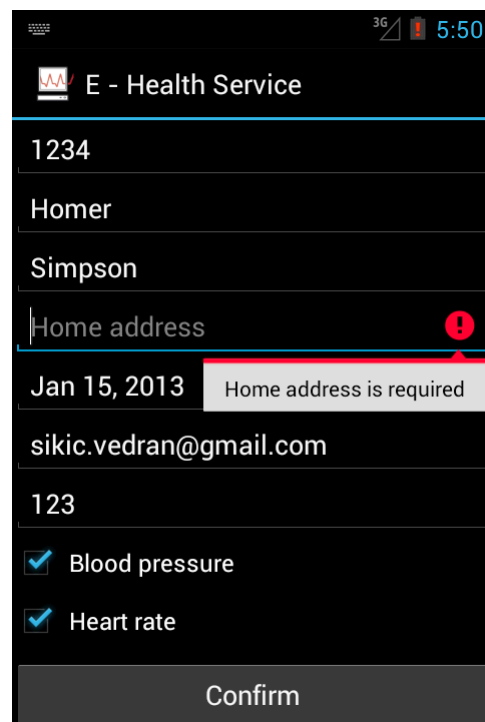 3G 5:50
E - Health Service
1234
Homer
Simpson
Home address
Jan 15, 2013
Home address is required
sikic.vedran@gmail.com
123
Blood pressure
Heart rate
Confirm